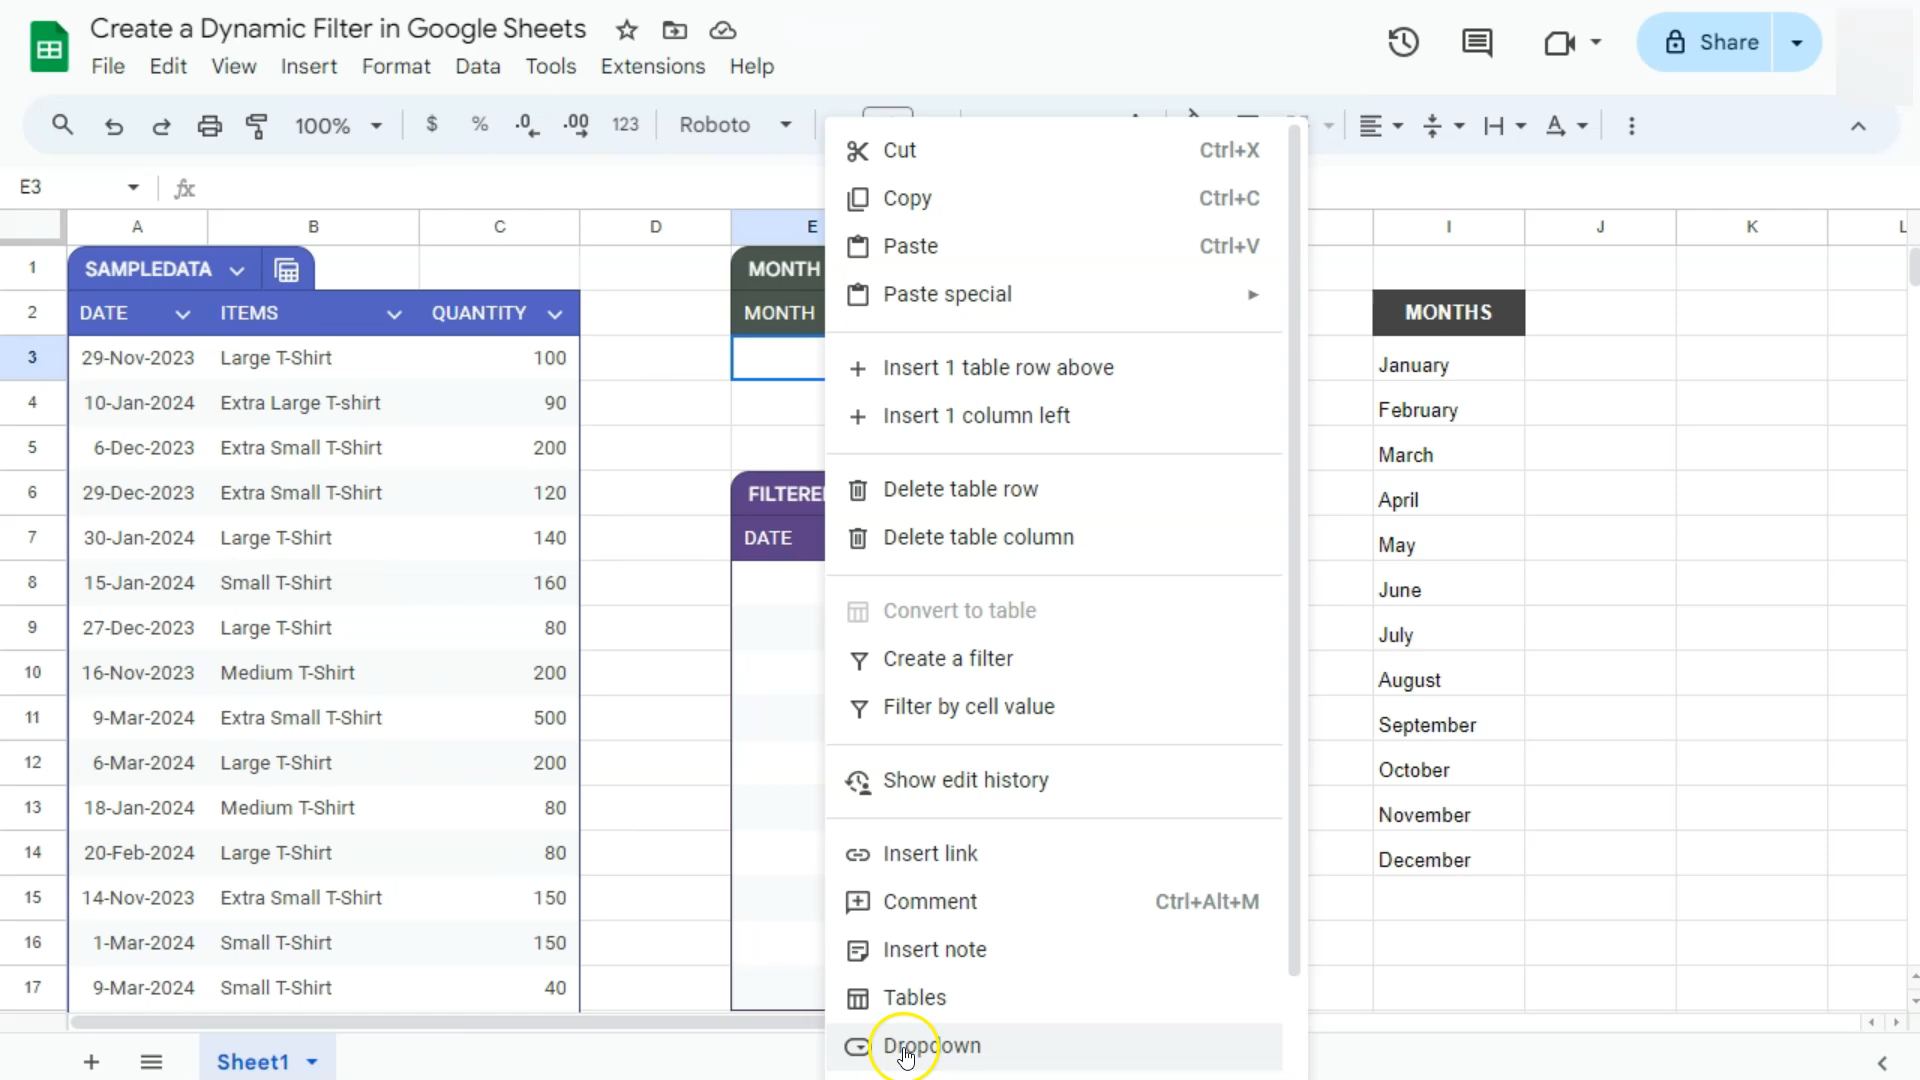 Create a Dynamic Filter in Google Sheets
File Edit View Insert Format Data Tools Extensions Help
Share
100% $ % .0 .00 123 Roboto
E3 fx
A B C D E I J K L
1 SAMPLEDATA MONTH
2 DATE ITEMS QUANTITY MONTH MONTHS
3 29-Nov-2023 Large T-Shirt 100 January
4 10-Jan-2024 Extra Large T-shirt 90 February
5 6-Dec-2023 Extra Small T-Shirt 200 March
6 29-Dec-2023 Extra Small T-Shirt 120 FILTERE April
7 30-Jan-2024 Large T-Shirt 140 DATE May
8 15-Jan-2024 Small T-Shirt 160 June
9 27-Dec-2023 Large T-Shirt 80 July
10 16-Nov-2023 Medium T-Shirt 200 August
11 9-Mar-2024 Extra Small T-Shirt 500 September
12 6-Mar-2024 Large T-Shirt 200 October
13 18-Jan-2024 Medium T-Shirt 80 November
14 20-Feb-2024 Large T-Shirt 80 December
15 14-Nov-2023 Extra Small T-Shirt 150
16 1-Mar-2024 Small T-Shirt 150
17 9-Mar-2024 Small T-Shirt 40
Cut Ctrl+X
Copy Ctrl+C
Paste Ctrl+V
Paste special
Insert 1 table row above
Insert 1 column left
Delete table row
Delete table column
Convert to table
Create a filter
Filter by cell value
Show edit history
Insert link
Comment Ctrl+Alt+M
Insert note
Tables
Dropdown
Sheet1